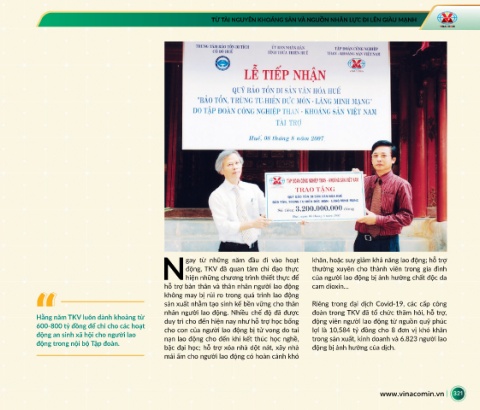 TỪ TÀI NGUYÊN KHOÁNG SẢN VÀ NGUỒN NHÂN LỰC ĐI LÊN GIÀU MẠNH
TRUNG TÂM BẢO TỒN DI TÍCH
CỐ ĐÔ HUẾ
ỦY BAN NHÂN DÂN
TỈNH THỪA THIÊN HUẾ
TẬP ĐOÀN CÔNG NGHIỆP
THAN - KHOÁNG SẢN VIỆT NAM
LỄ TIẾP NHẬN
QUỸ BẢO TỒN DI SẢN VĂN HÓA HUẾ
"BẢO TỒN, TRÙNG TU HIỂN ĐỨC MÔN - LĂNG MINH MẠNG"
DO TẬP ĐOÀN CÔNG NGHIỆP THAN - KHOÁNG SẢN VIỆT NAM
TÀI TRỢ
Huế, 08 tháng 9 năm 2007
TẬP ĐOÀN CÔNG NGHIỆP THAN - KHOÁNG SẢN VIỆT NAM
TRAO TẶNG
3.200.000.000
Ngay từ những năm đầu đi vào hoạt
động, TKV đã quan tâm chỉ đạo thực
hiện những chương trình thiết thực để
hỗ trợ bản thân và thân nhân người lao động
không may bị rủi ro trong quá trình lao động
sản xuất nhằm tạo sinh kế bền vững cho thân
nhân người lao động. Nhiều chế độ đã được
duy trì cho đến hiện nay như hỗ trợ học bổng
cho con của người lao động bị tử vong do tai
nạn lao động cho đến khi kết thúc học nghề,
bậc đại học; hỗ trợ xóa nhà dột nát, xây nhà
mái ấm cho người lao động có hoàn cảnh khó
khăn, hoặc suy giảm khả năng lao động; hỗ trợ
thường xuyên cho thành viên trong gia đình
của người lao động bị ảnh hưởng chất độc da
cam dioxin...
Riêng trong đại dịch Covid-19, các cấp công
đoàn trong TKV đã tổ chức thăm hỏi, hỗ trợ,
động viên người lao động từ nguồn quỹ phúc
lợi là 10,584 tỷ đồng cho 8 đơn vị khó khăn
trong sản xuất, kinh doanh và 6.823 người lao
động bị ảnh hưởng của dịch.
Hằng năm TKV luôn dành khoảng từ
600-800 tỷ đồng để chi cho các hoạt
động an sinh xã hội cho người lao
động trong nội bộ Tập đoàn.
www.vinacomin.vn | 321